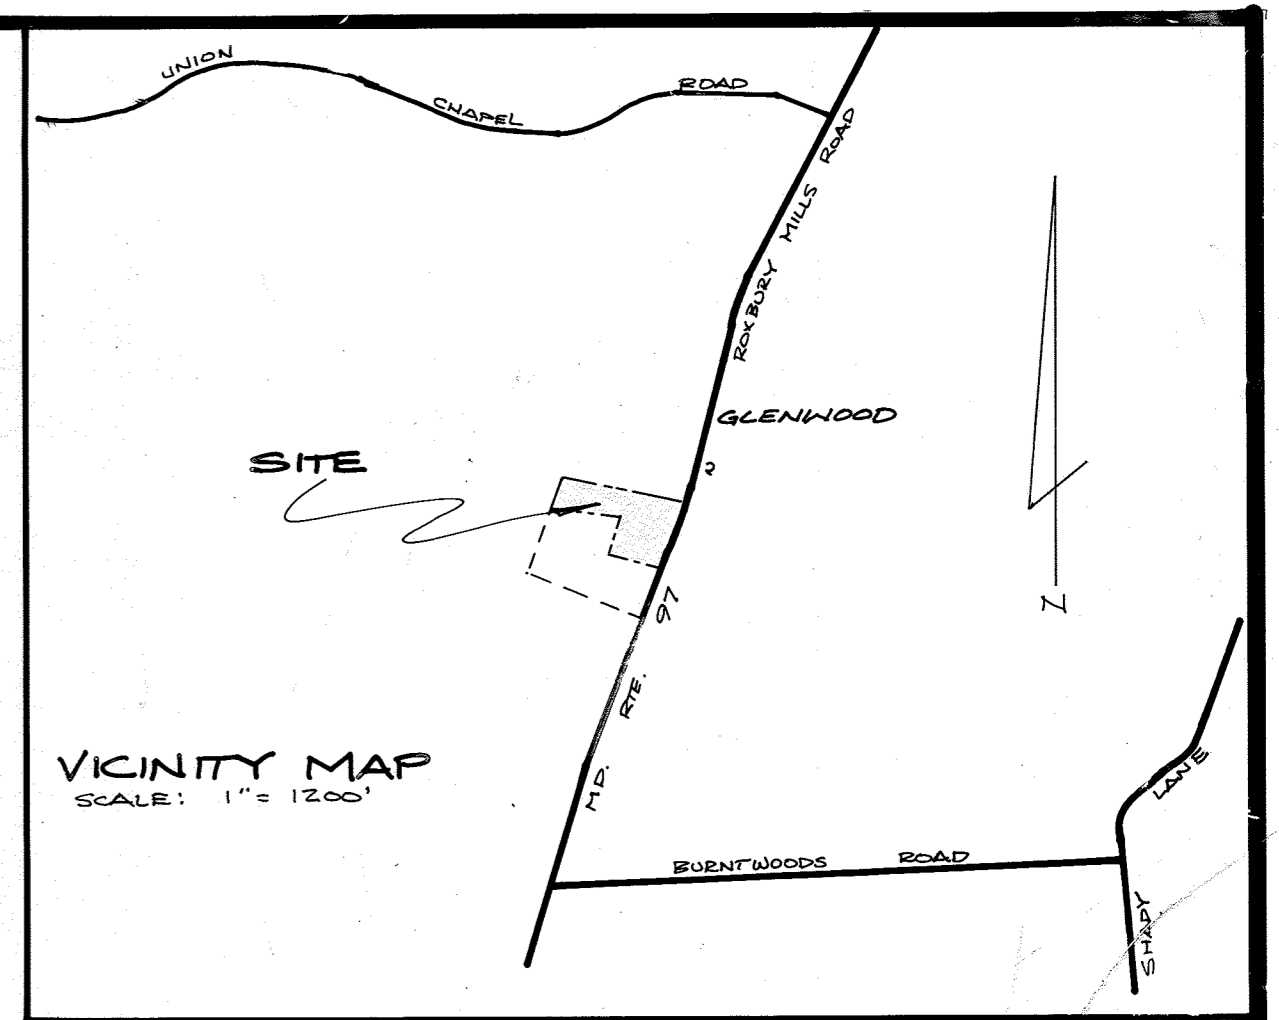 UNION CHAPEL ROAD
ROXBURY MILLS ROAD
GLENWOOD
2
SITE
MD. RTE. 97
N
VICINITY MAP
SCALE: 1" = 1200'
BURNTWOODS ROAD
SHADY LANE